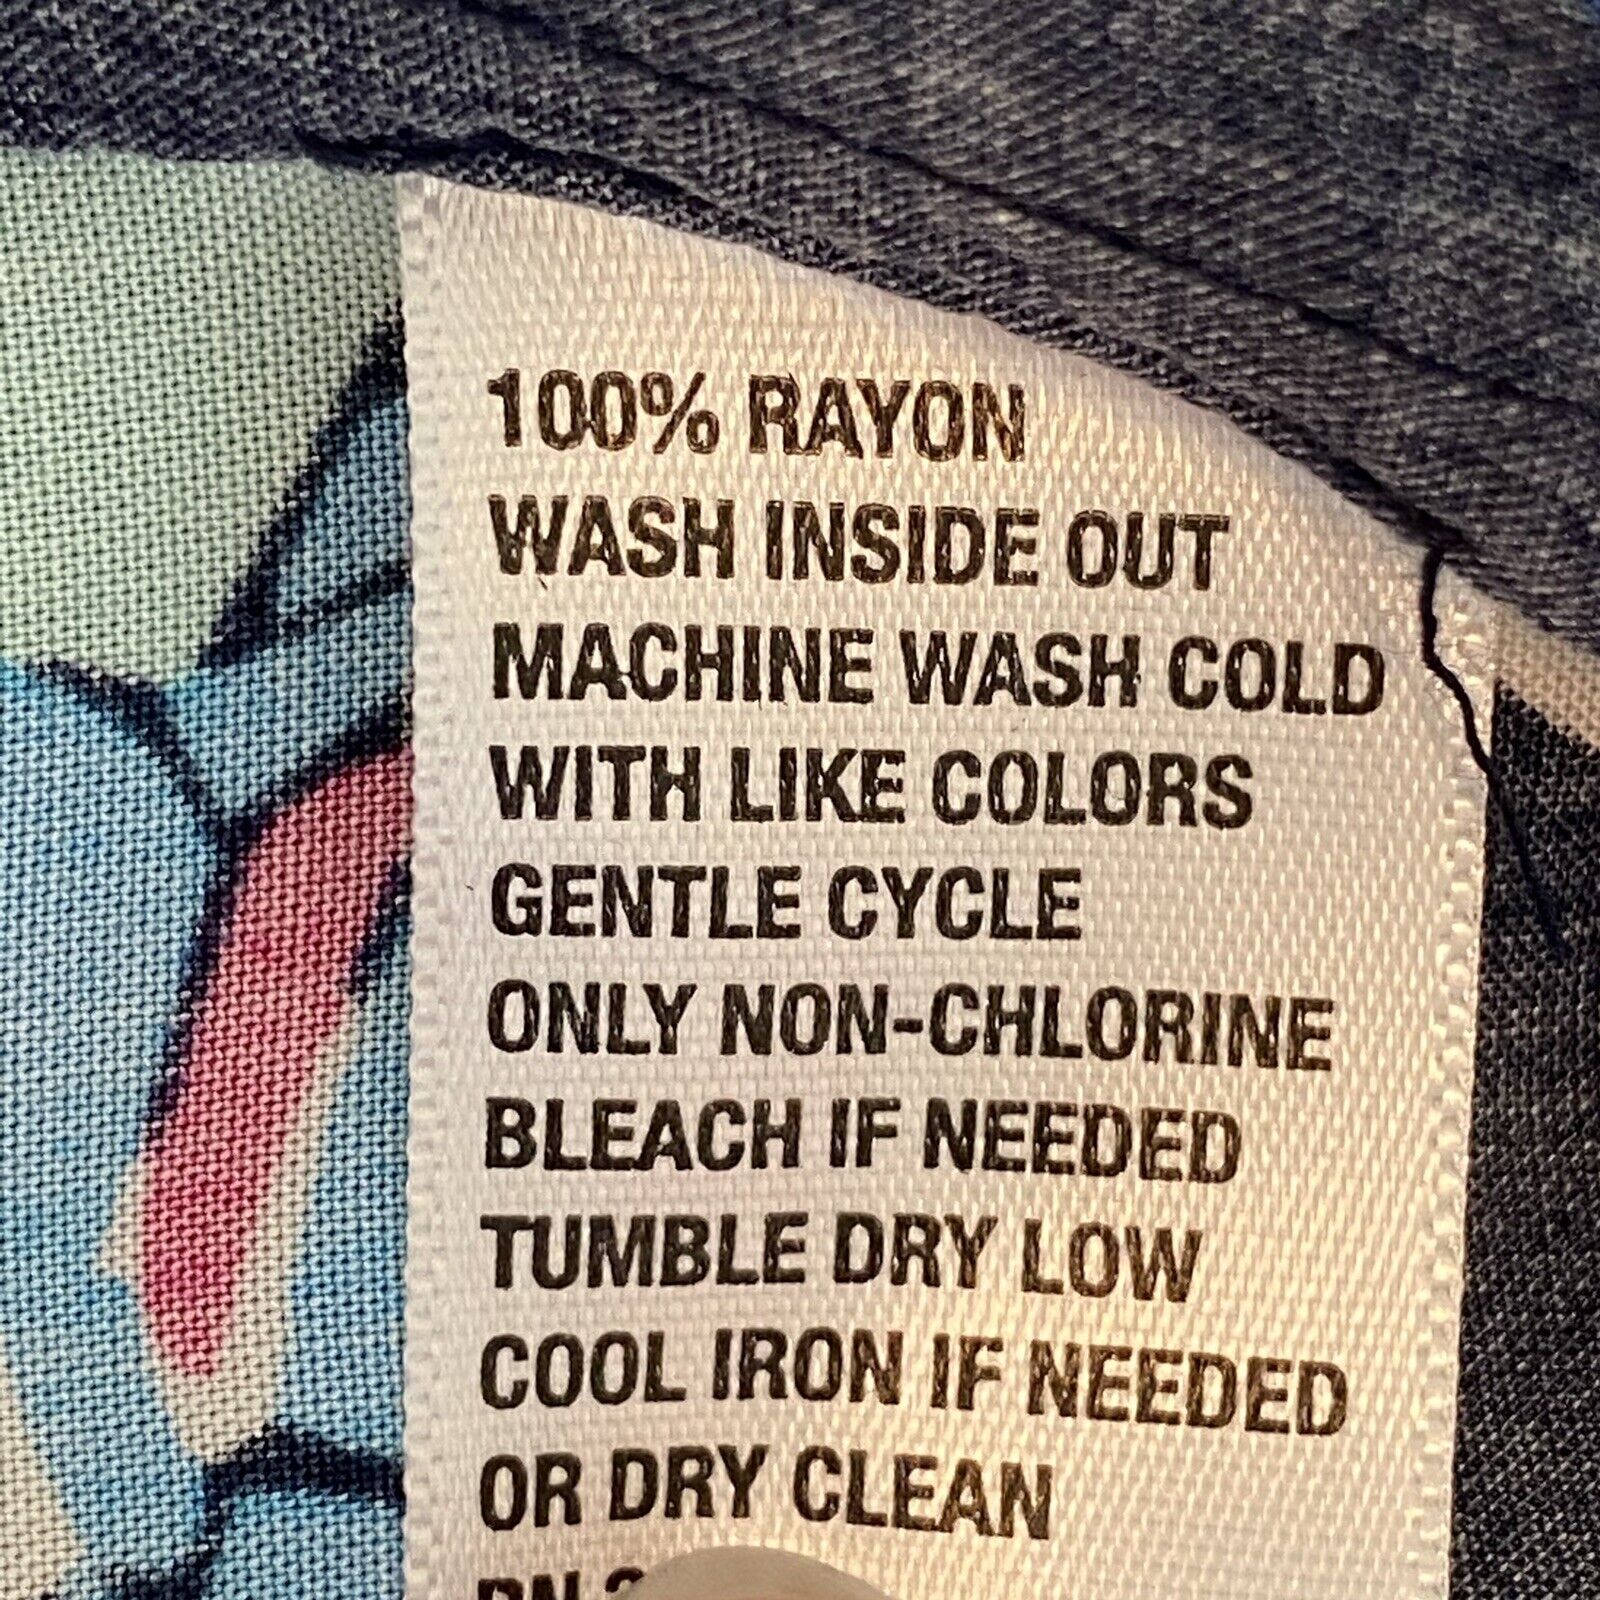 100% RAYON
WASH INSIDE OUT
MACHINE WASH COLD
WITH LIKE COLORS
GENTLE CYCLE
ONLY NON-CHLORINE
BLEACH IF NEEDED
TUMBLE DRY LOW
COOL IRON IF NEEDED
OR DRY CLEAN